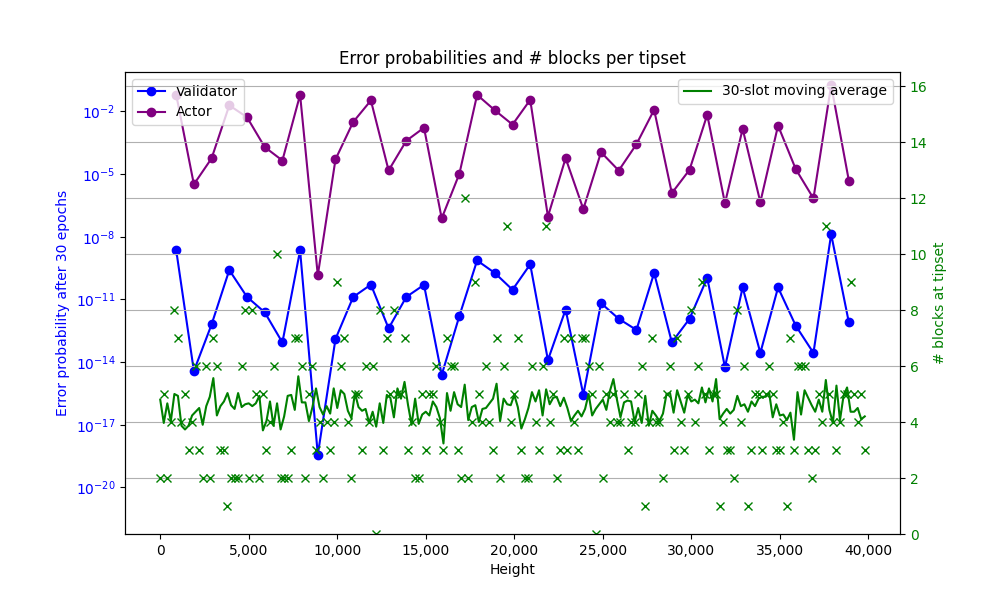 Error probabilities and # blocks per tipset
Validator
Actor
30-slot moving average
Error probability after 30 epochs
10⁻²
10⁻⁵
10⁻⁸
10⁻¹¹
10⁻¹⁴
10⁻¹⁷
10⁻²⁰
# blocks at tipset
16
14
12
10
8
6
4
2
0
0 5,000 10,000 15,000 20,000 25,000 30,000 35,000 40,000
Height